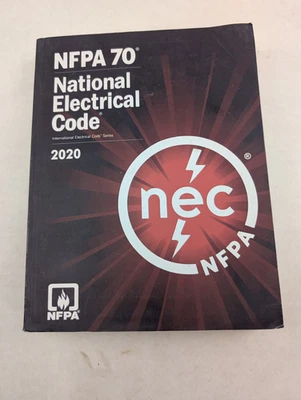 NFPA 70®
National
Electrical
Code®
International Electrical Code® Series
2020
nec®
NFPA
NFPA®